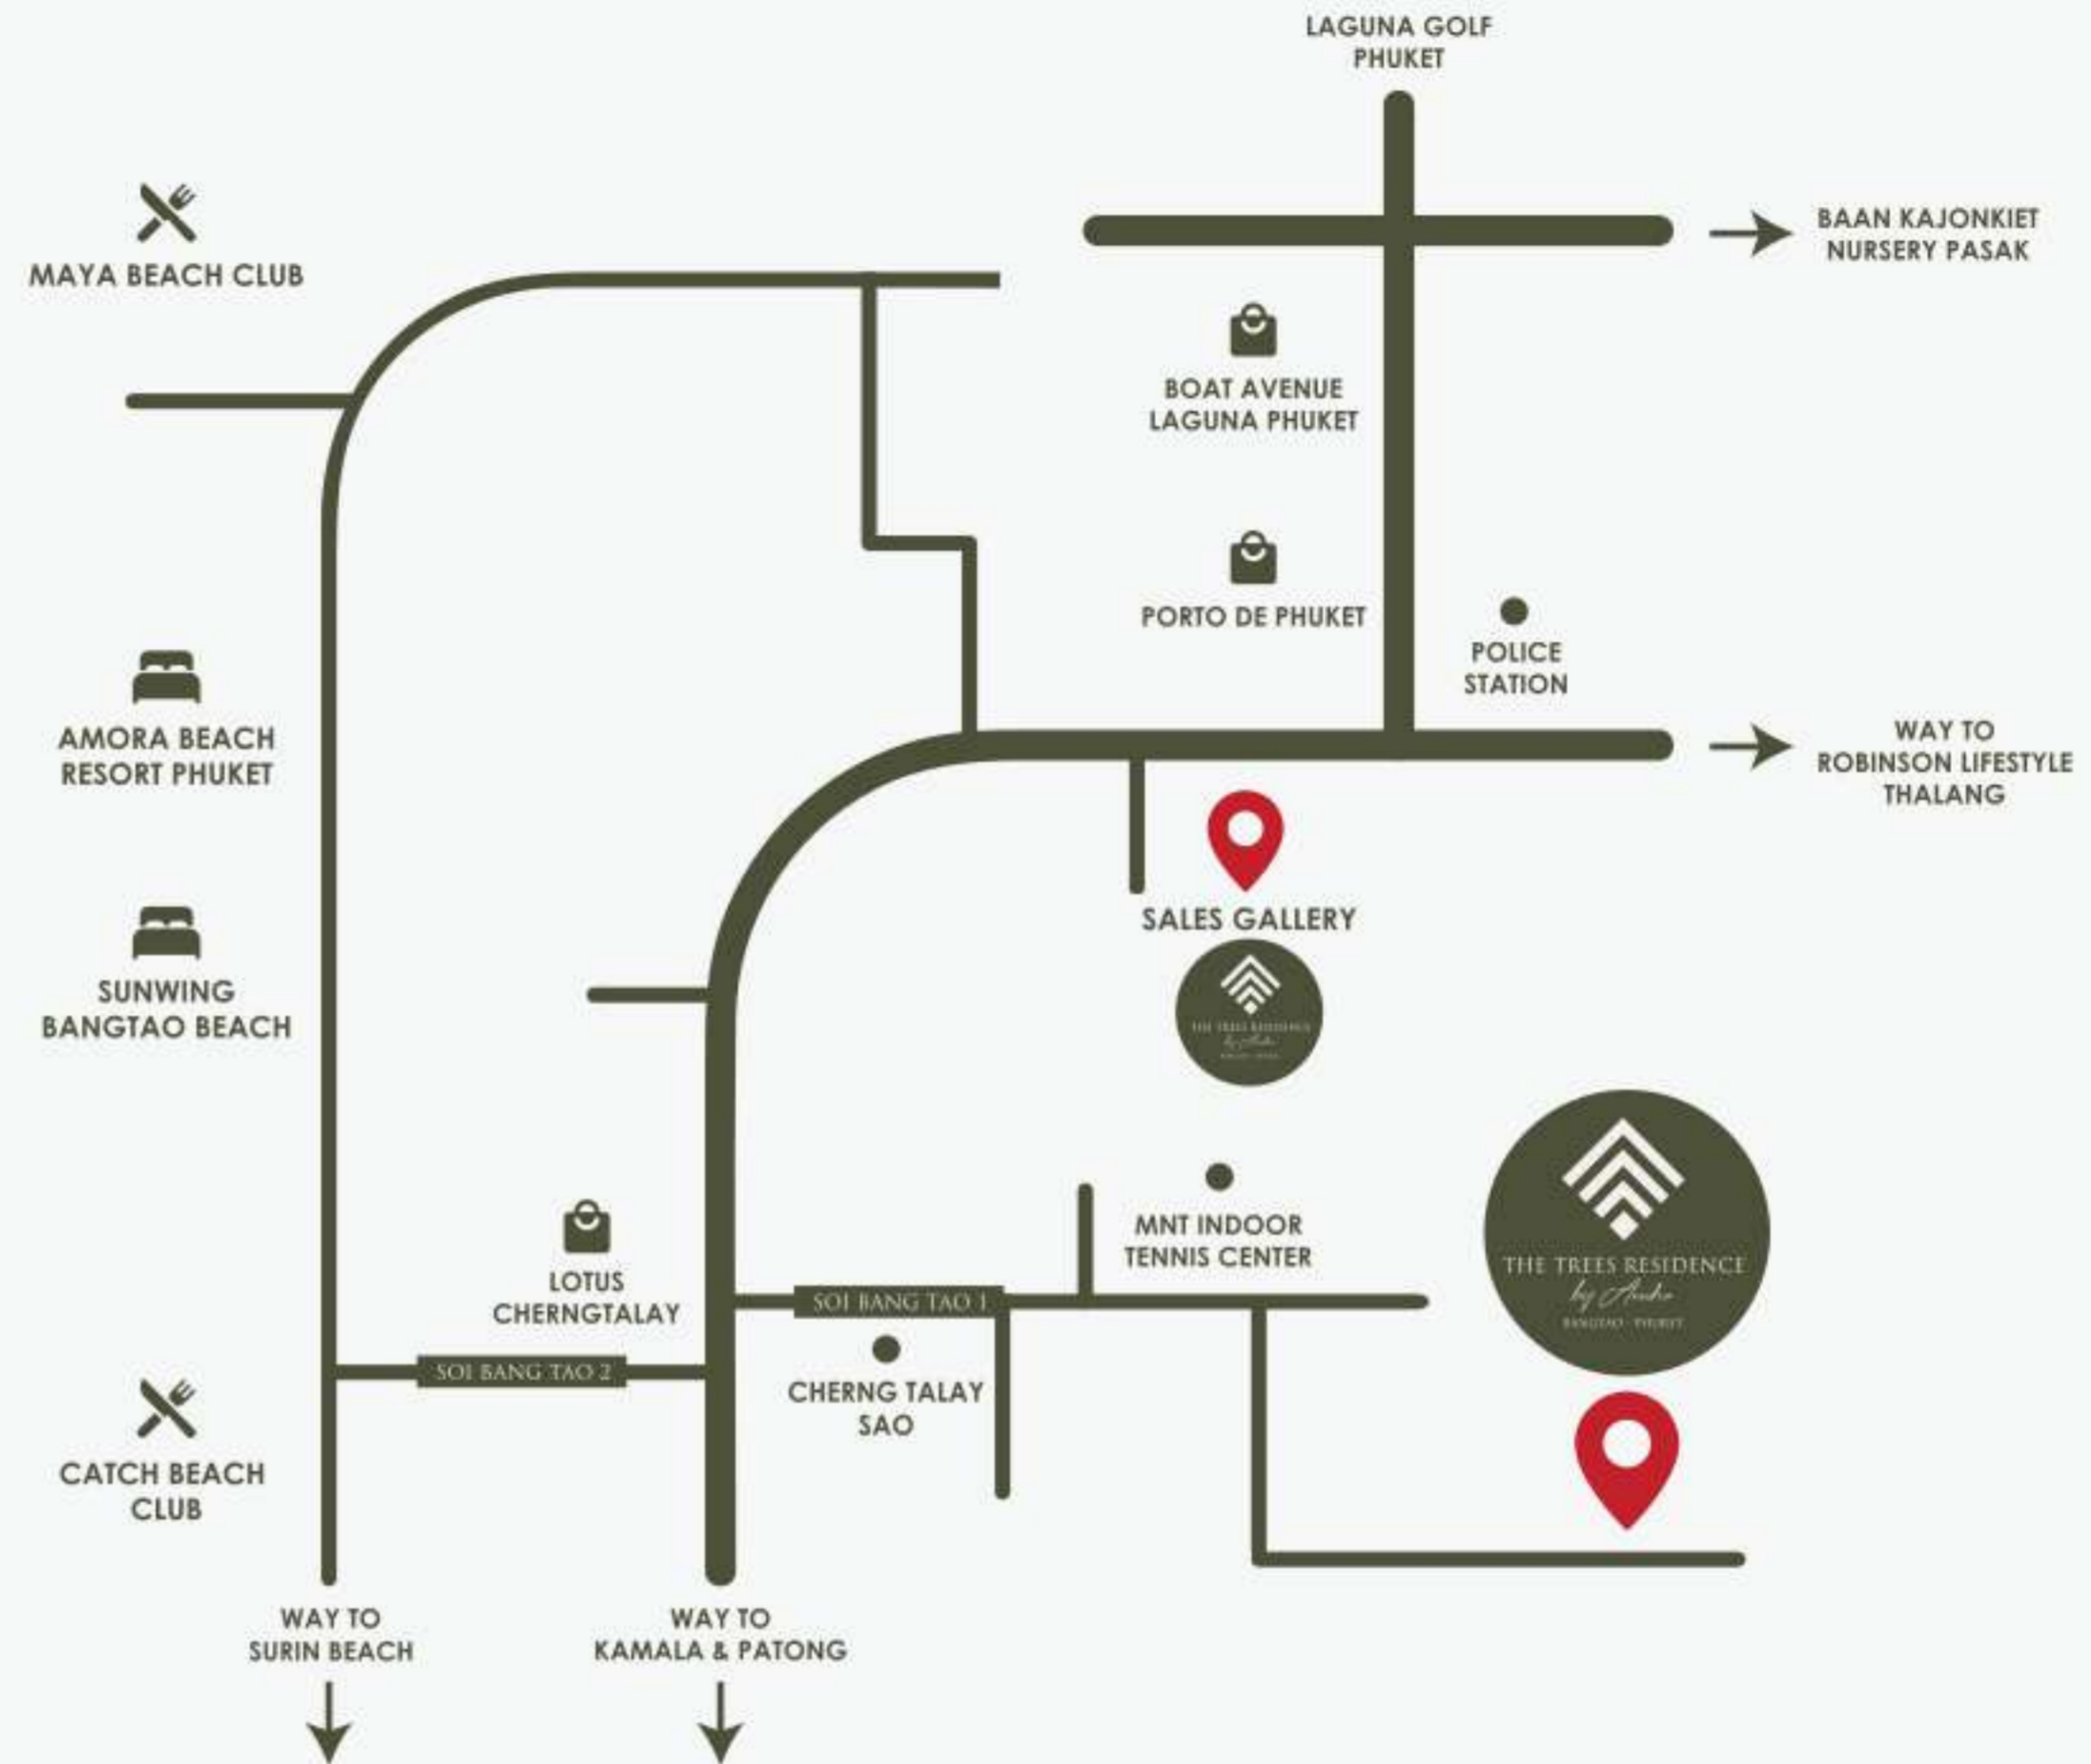 LAGUNA GOLF
PHUKET
BAAN KAJONKIET
NURSERY PASAK
MAYA BEACH CLUB
BOAT AVENUE
LAGUNA PHUKET
PORTO DE PHUKET
POLICE
STATION
AMORA BEACH
RESORT PHUKET
WAY TO
ROBINSON LIFESTYLE
THALANG
SALES GALLERY
SUNWING
BANGTAO BEACH
THE TREES RESIDENCE
MNT INDOOR
TENNIS CENTER
THE TREES RESIDENCE
by
BANGTAO - PHUKET
LOTUS
CHERNGTALAY
SOI BANG TAO 1
SOI BANG TAO 2
CHERNG TALAY
SAO
CATCH BEACH
CLUB
WAY TO
SURIN BEACH
WAY TO
KAMALA & PATONG